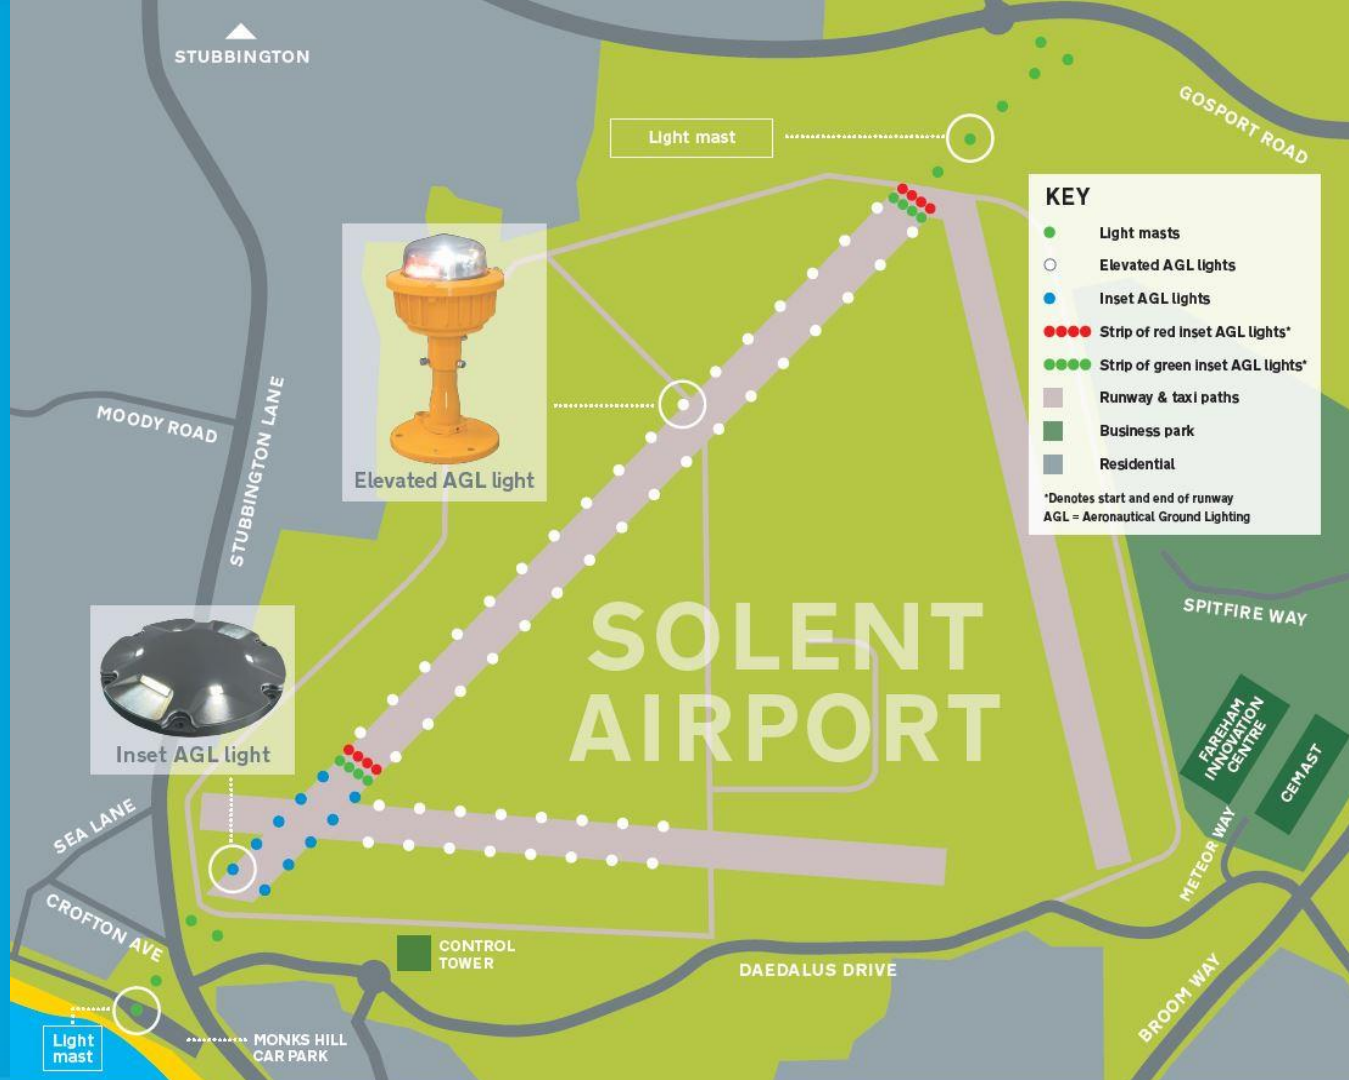 STUBBINGTON
GOSPORT ROAD
Light mast
KEY
Light masts
Elevated AGL lights
Inset AGL lights
Strip of red inset AGL lights*
Strip of green inset AGL lights*
Runway & taxi paths
Business park
Residential
*Denotes start and end of runway
AGL = Aeronautical Ground Lighting
MOODY ROAD
STUBBINGTON LANE
Elevated AGL light
SOLENT
AIRPORT
SPITFIRE WAY
Inset AGL light
FAREHAM
INNOVATION
CENTRE
CEMAST
SEA LANE
METEOR WAY
CROFTON AVE
CONTROL
TOWER
DAEDALUS DRIVE
BROOM WAY
Light
mast
MONKS HILL
CAR PARK